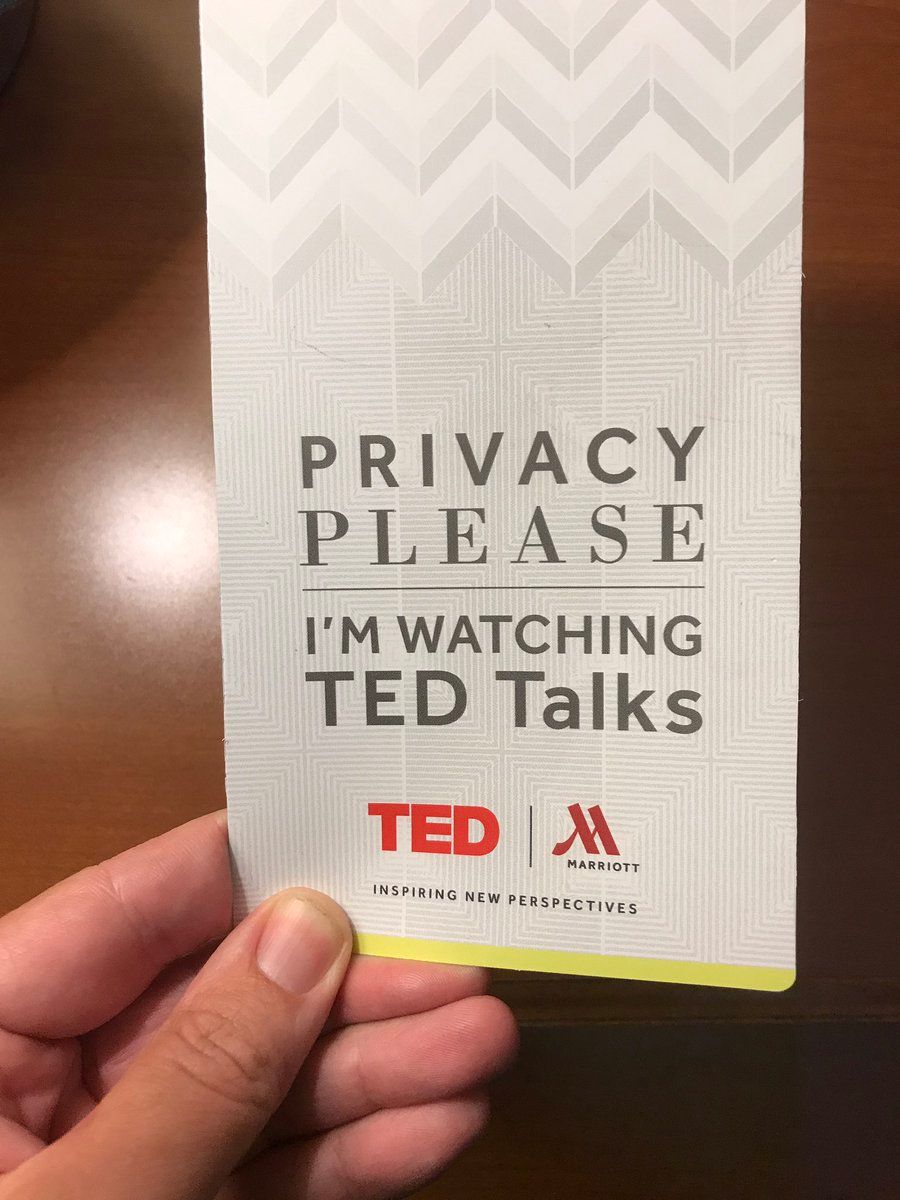 PRIVACY
PLEASE
I'M WATCHING
TED Talks
TED
MARRIOTT
INSPIRING NEW PERSPECTIVES